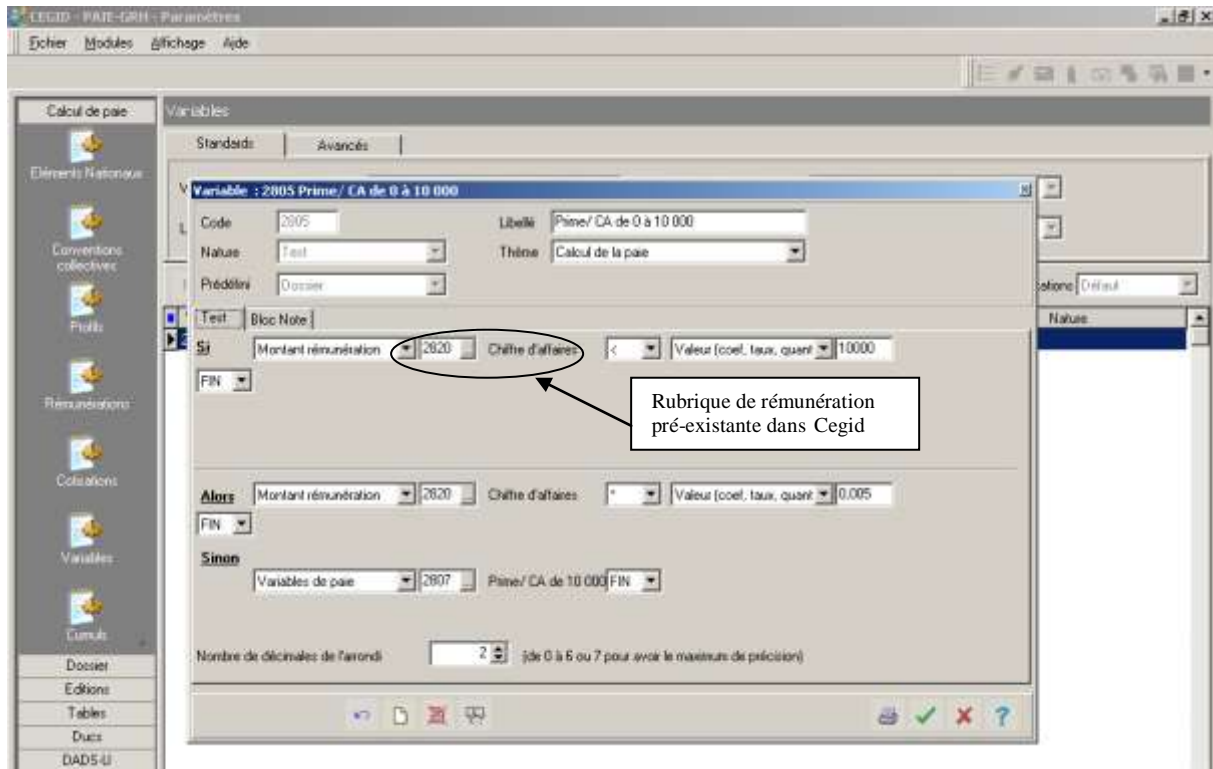 CEGID - PAIE-GRH - Paramètres
Fichier Modules Affichage Aide
Calcul de paie
Variables
Standards Avancés
Eléments Nationaux
Variable : 2805 Prime/ CA de 0 à 10 000
Code 2805 Libellé Prime/ CA de 0 à 10 000
Conventions
collectives
Nature Test Thème Calcul de la paie
Prédéfini Dossier
Défaut
Profils
Test Bloc Note
Nature
Si Montant rémunération 2820 Chiffre d'affaires < Valeur (coef, taux, quant 10000
FIN
Rémunérations
Rubrique de rémunération
pré-existante dans Cegid
Cotisations
Alors Montant rémunération 2820 Chiffre d'affaires * Valeur (coef, taux, quant 0.005
FIN
Variables
Sinon
Variables de paie 2807 Prime/ CA de 10 000 FIN
Cumuls
Nombre de décimales de l'arrondi 2 (de 0 à 6 ou 7 pour avoir le maximum de précision)
Dossier
Editions
Tables
Ducs
DADS-U